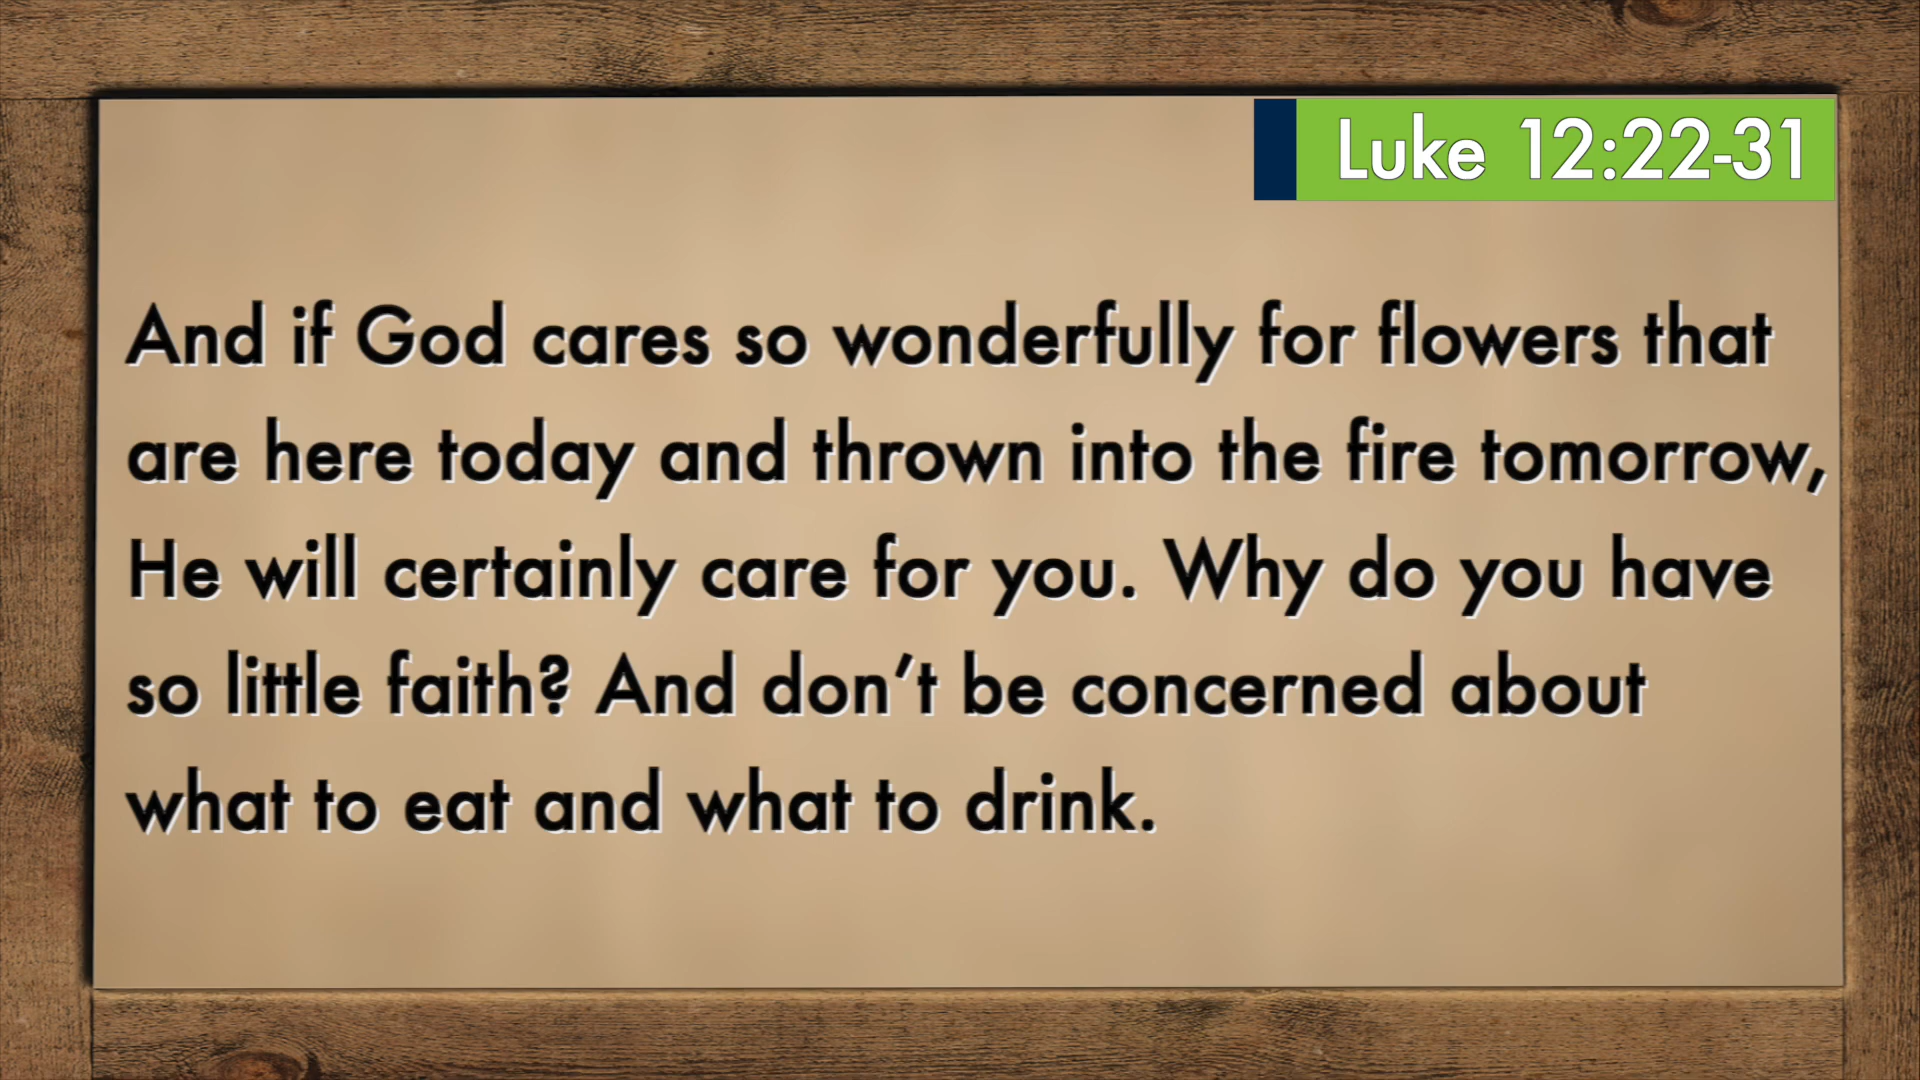 Luke 12:22-31
And if God cares so wonderfully for flowers that
are here today and thrown into the fire tomorrow,
He will certainly care for you. Why do you have
so little faith? And don’t be concerned about
what to eat and what to drink.